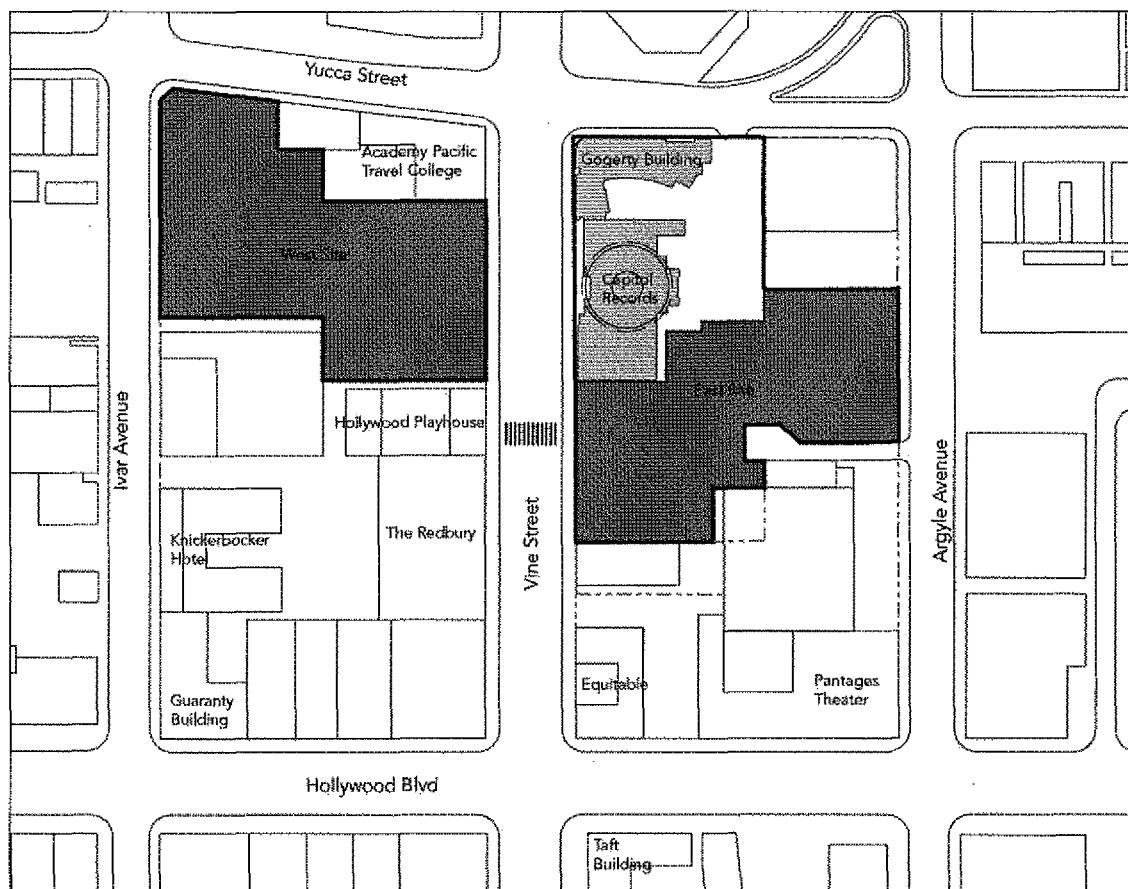 Yucca Street
Academy Pacific
Travel College
Gogerty Building
West Site
Capitol
Records
East Site
Hollywood Playhouse
Ivar Avenue
Vine Street
Argyle Avenue
Knickerbocker
Hotel
The Redbury
Guaranty
Building
Equitable
Pantages
Theater
Hollywood Blvd
Taft
Building